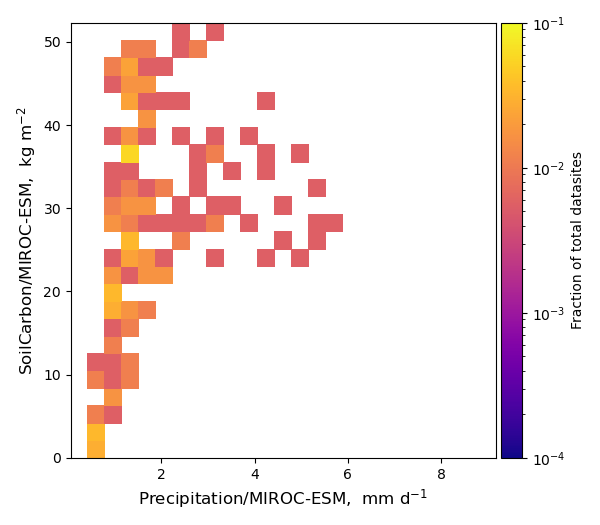 50
40
30
20
10
0
SoilCarbon/MIROC-ESM, kg m⁻²
2 4 6 8
Precipitation/MIROC-ESM, mm d⁻¹
10⁻¹
10⁻²
10⁻³
10⁻⁴
Fraction of total datasites